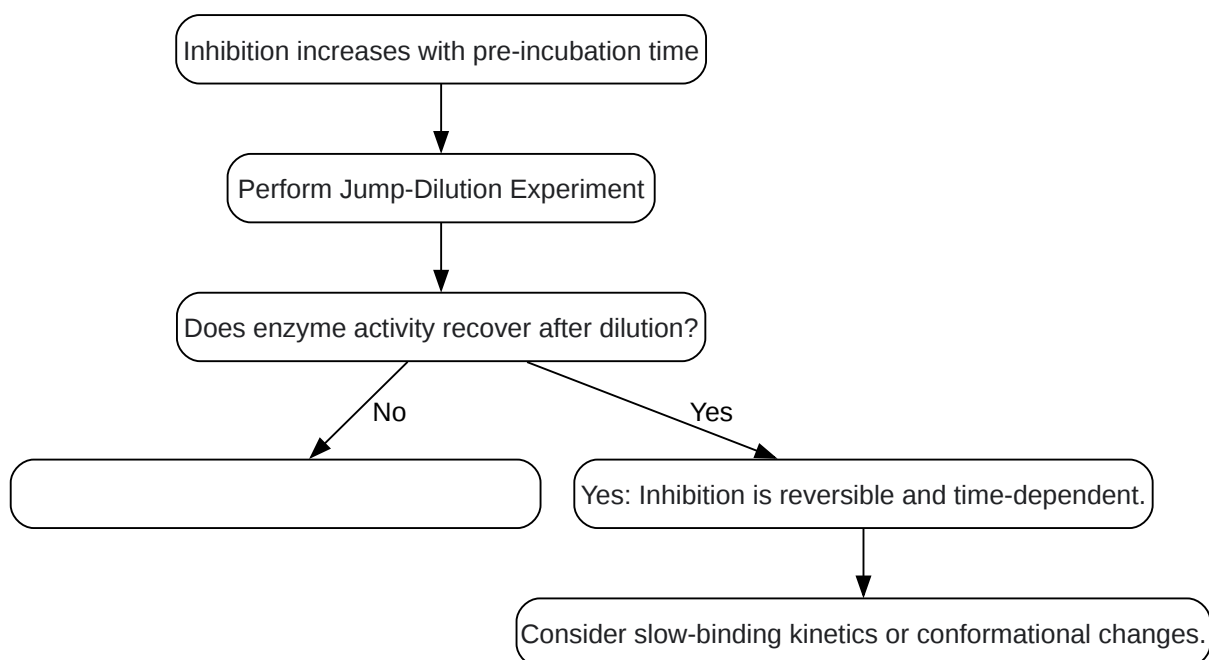 Inhibition increases with pre-incubation time
Perform Jump-Dilution Experiment
Does enzyme activity recover after dilution?
No
Yes
Yes: Inhibition is reversible and time-dependent.
Consider slow-binding kinetics or conformational changes.